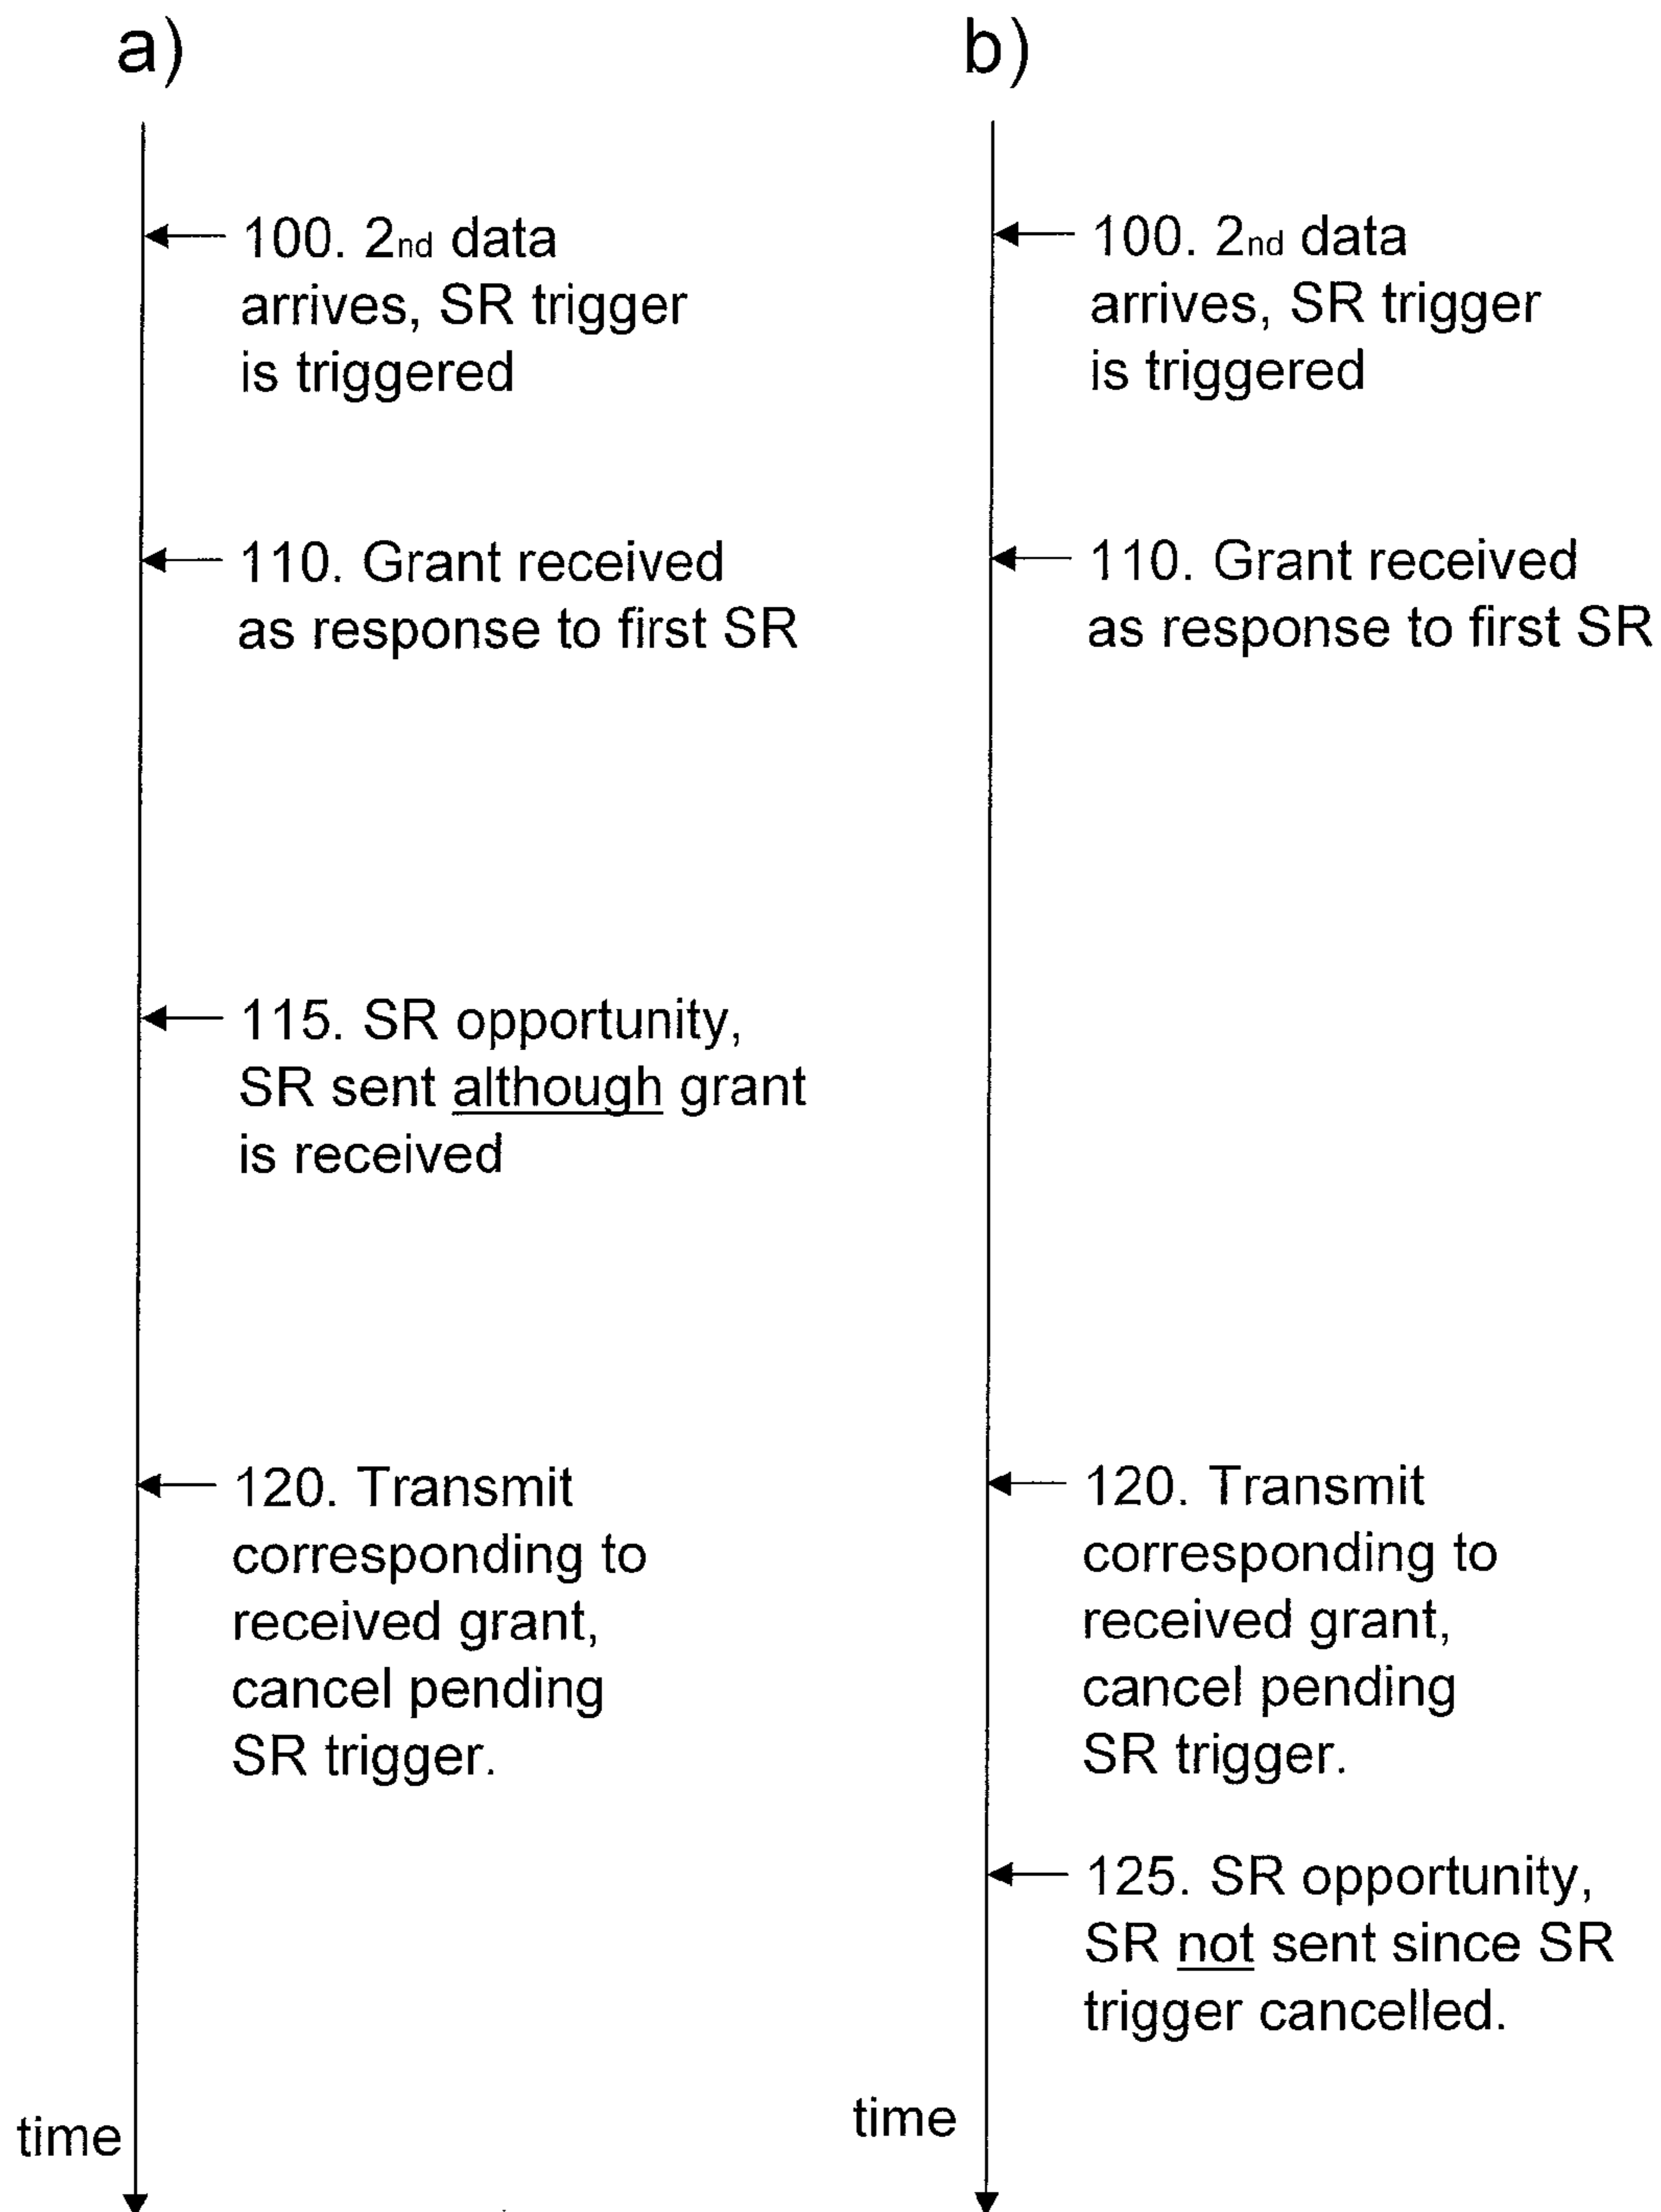 a)
100. 2nd data
arrives, SR trigger
is triggered
110. Grant received
as response to first SR
115. SR opportunity,
SR sent although grant
is received
120. Transmit
corresponding to
received grant,
cancel pending
SR trigger.
time
b)
100. 2nd data
arrives, SR trigger
is triggered
110. Grant received
as response to first SR
120. Transmit
corresponding to
received grant,
cancel pending
SR trigger.
125. SR opportunity,
SR not sent since SR
trigger cancelled.
time